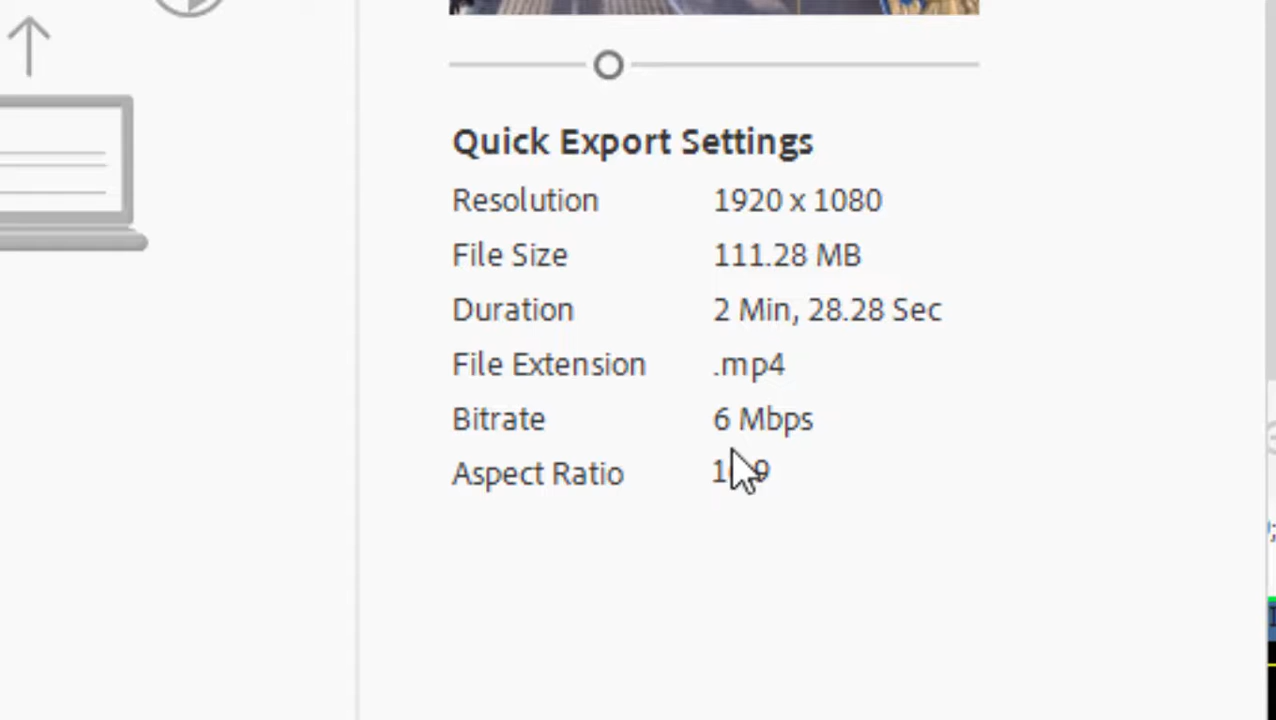 Quick Export Settings
Resolution 1920 x 1080
File Size 111.28 MB
Duration 2 Min, 28.28 Sec
File Extension .mp4
Bitrate 6 Mbps
Aspect Ratio